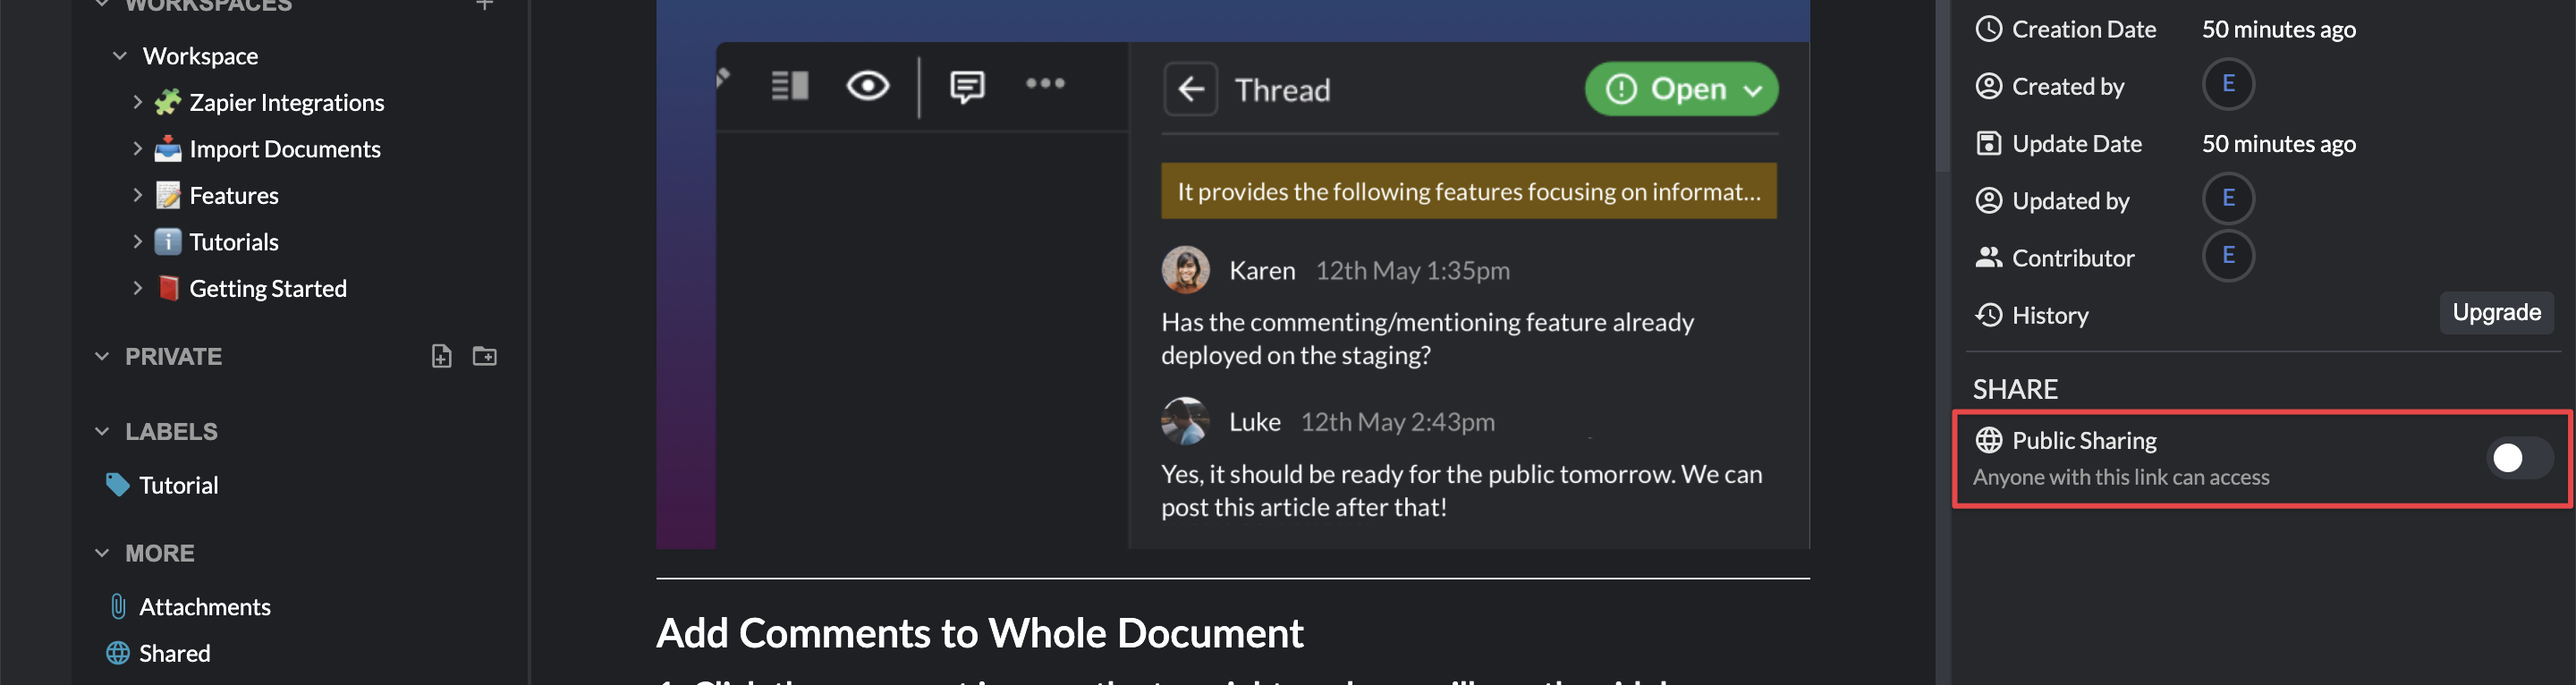 WORKSPACES
Workspace
Zapier Integrations
Import Documents
Features
Tutorials
Getting Started
PRIVATE
LABELS
Tutorial
MORE
Attachments
Shared
Thread
Open
It provides the following features focusing on informat...
Karen 12th May 1:35pm
Has the commenting/mentioning feature already
deployed on the staging?
Luke 12th May 2:43pm
Yes, it should be ready for the public tomorrow. We can
post this article after that!
Add Comments to Whole Document
Creation Date 50 minutes ago
Created by E
Update Date 50 minutes ago
Updated by E
Contributor E
History Upgrade
SHARE
Public Sharing
Anyone with this link can access